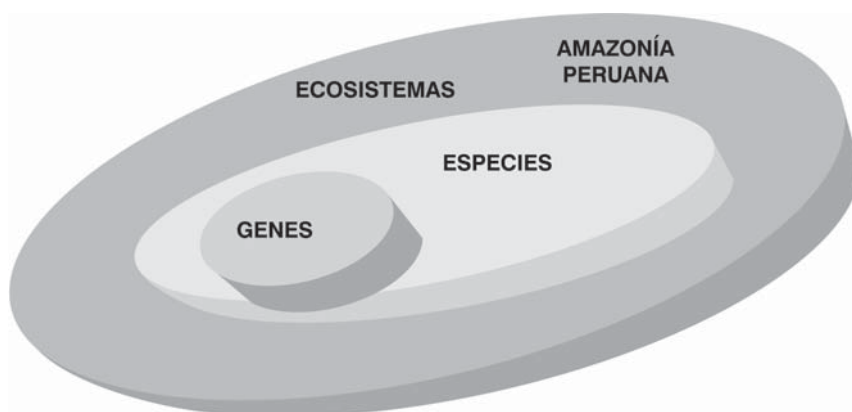 AMAZONÍA
PERUANA
ECOSISTEMAS
ESPECIES
GENES